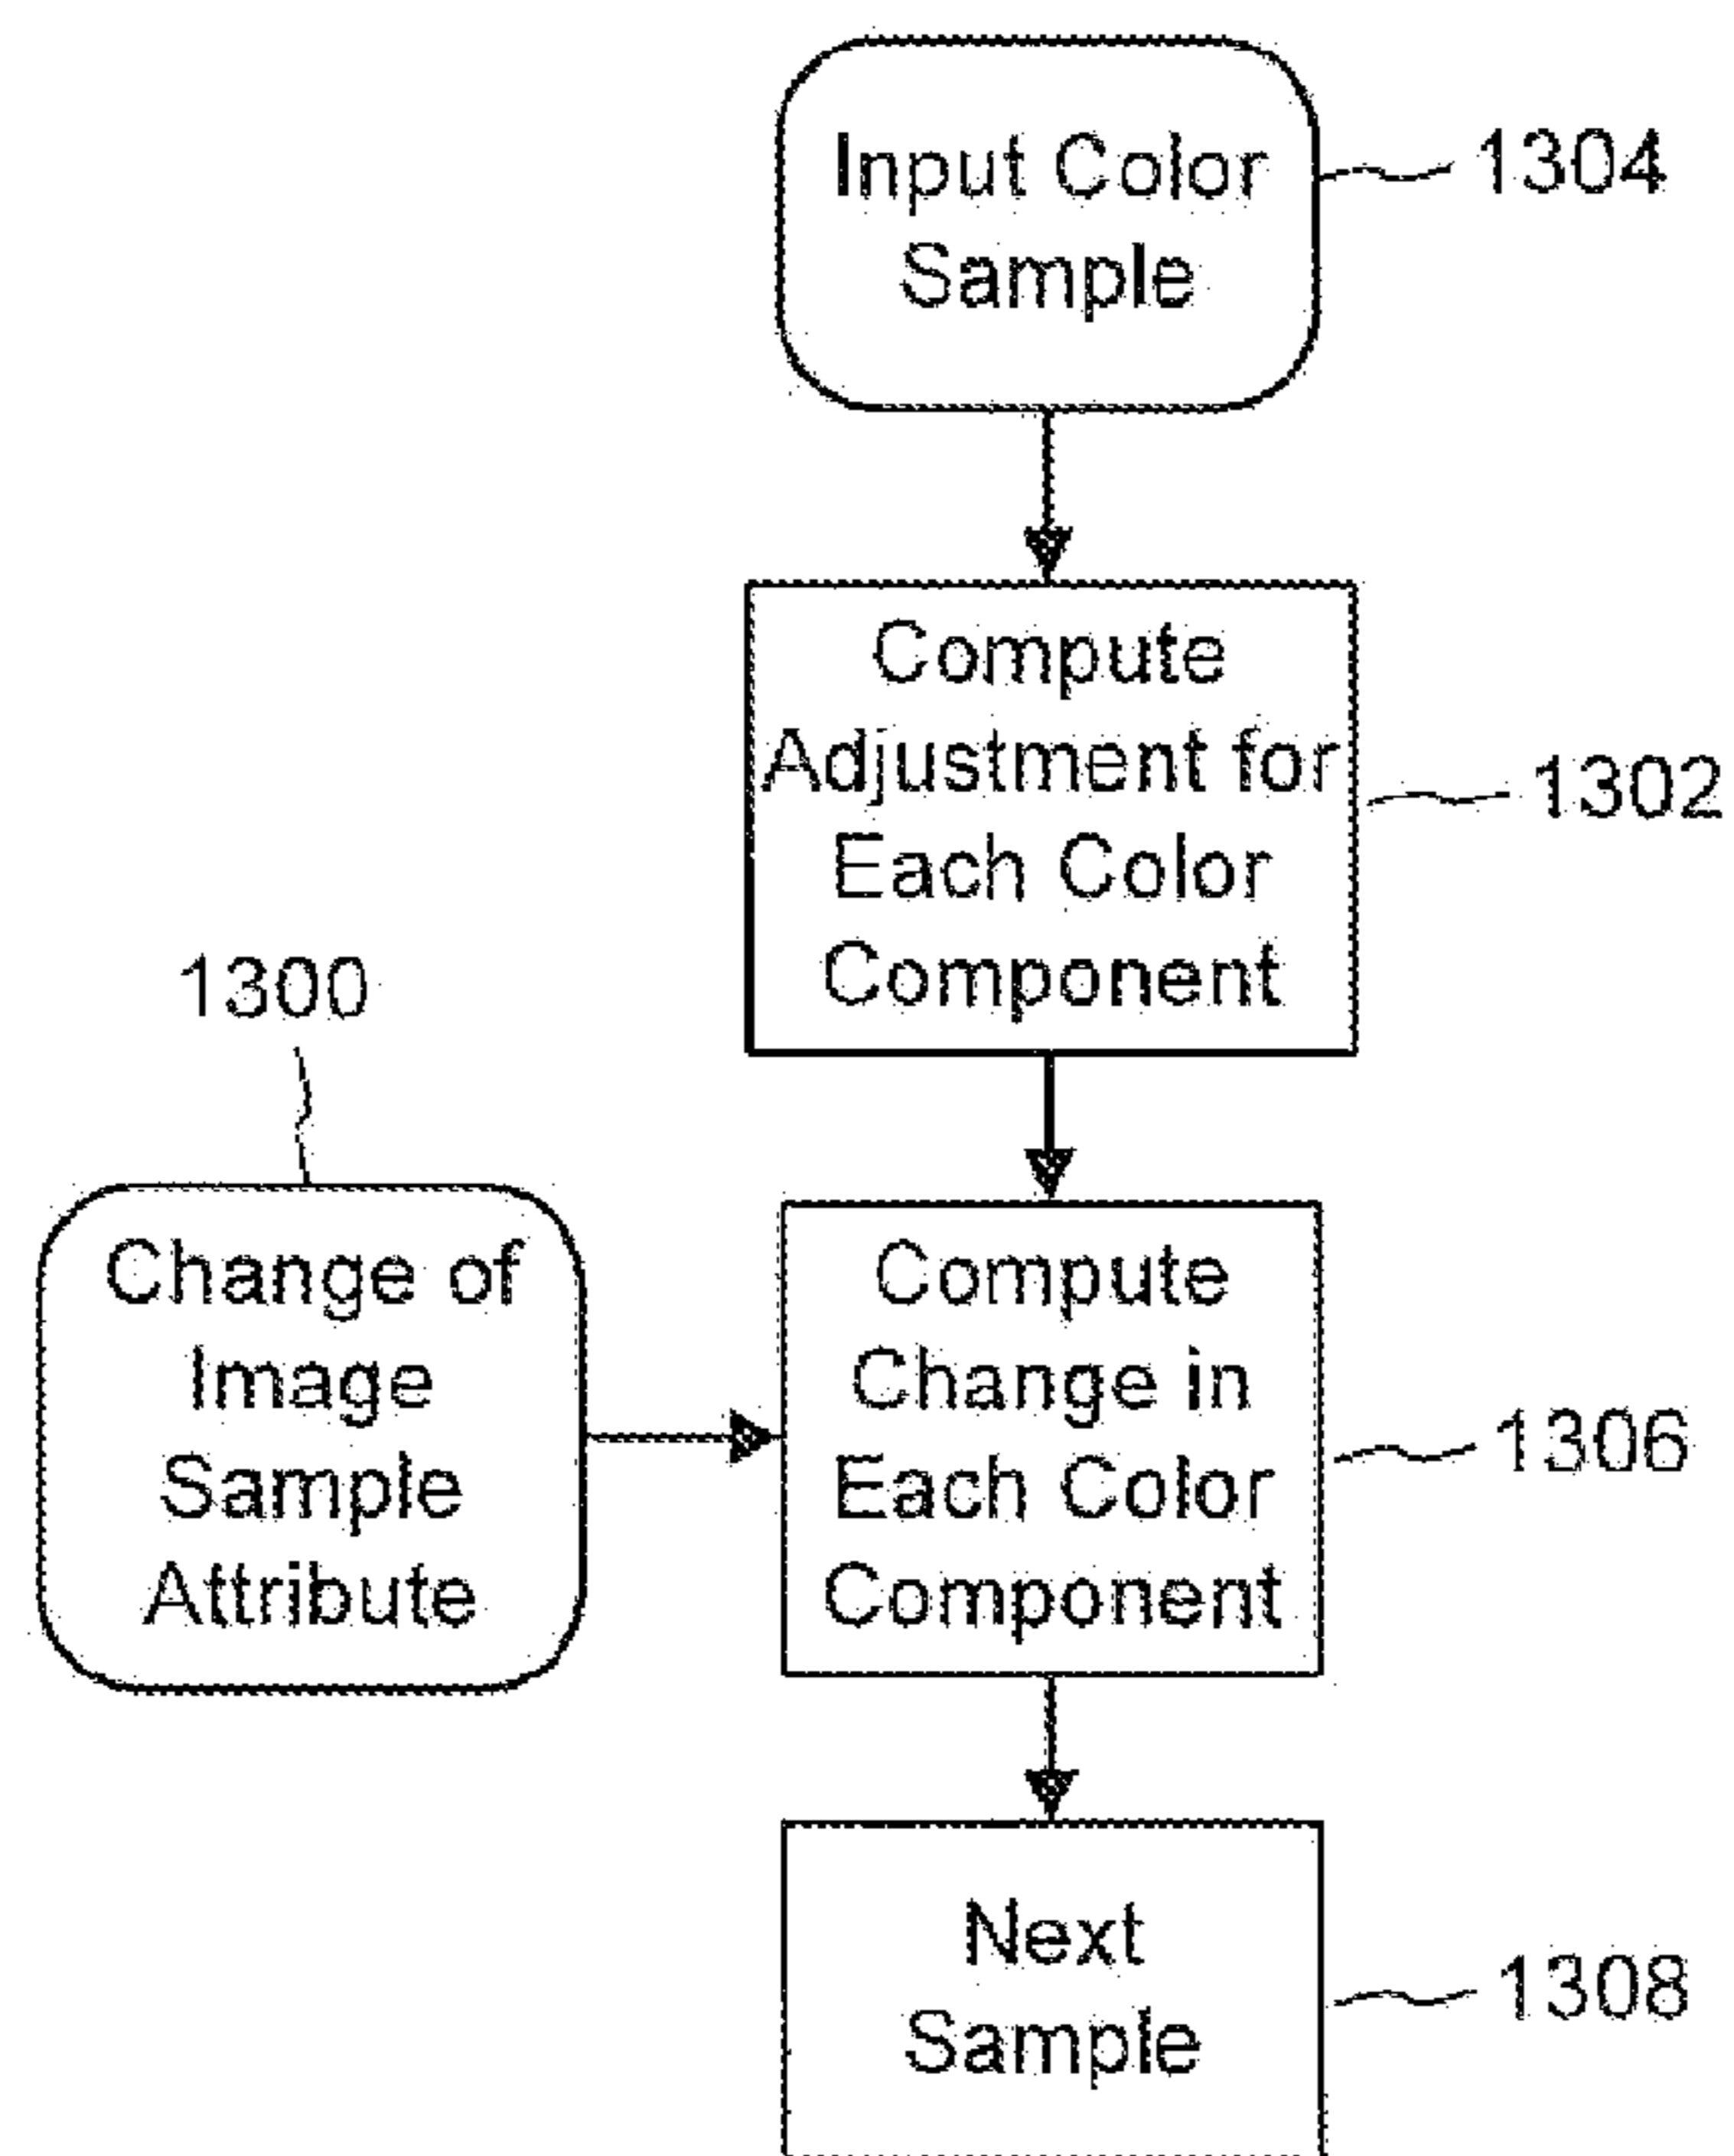 Input Color
Sample
1304
Compute
Adjustment for
Each Color
Component
1302
1300
Change of
Image
Sample
Attribute
Compute
Change in
Each Color
Component
1306
Next
Sample
1308